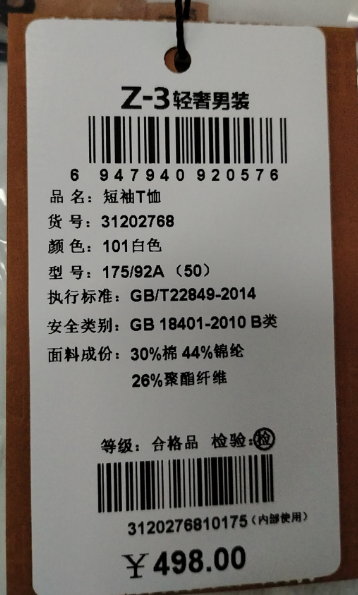 Z-3轻奢男装
6 947940 920576
品 名：短袖T恤
货 号：31202768
颜 色：101白色
型 号：175/92A（50）
执行标准：GB/T22849-2014
安全类别：GB 18401-2010 B类
面料成份：30%棉 44%锦纶
26%聚酯纤维
等级：合格品 检验：检
3120276810175（内部使用）
￥498.00